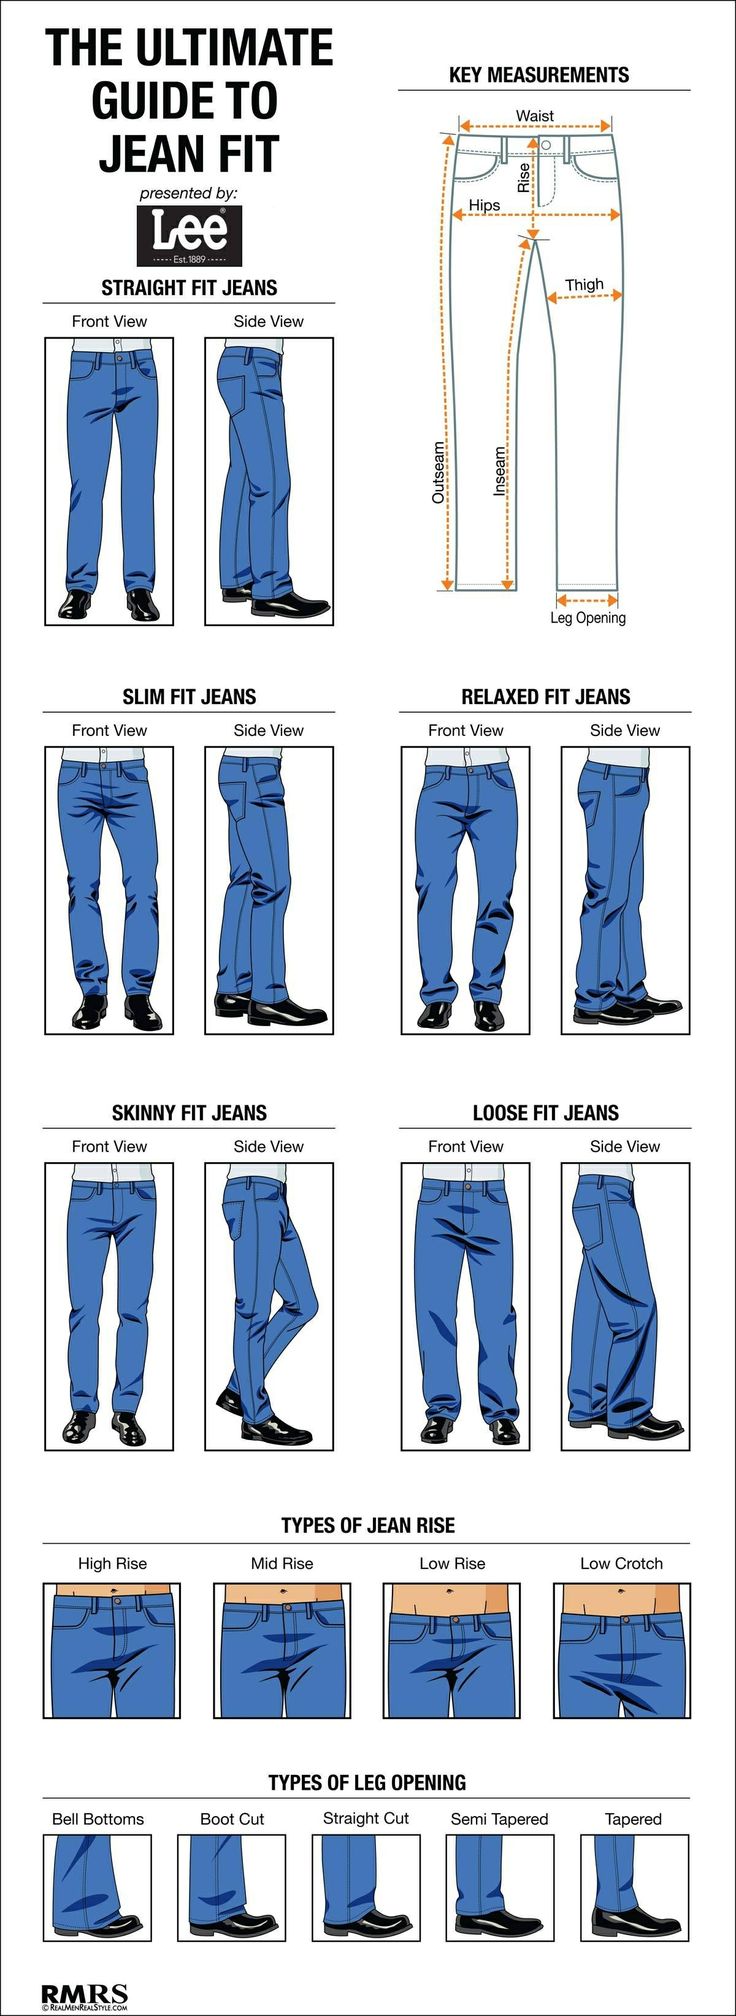 THE ULTIMATE
GUIDE TO
JEAN FIT
presented by:
Lee®
Est.1889
KEY MEASUREMENTS
Waist
Rise
Hips
Thigh
Outseam
Inseam
Leg Opening
STRAIGHT FIT JEANS
Front View
Side View
SLIM FIT JEANS
Front View
Side View
RELAXED FIT JEANS
Front View
Side View
SKINNY FIT JEANS
Front View
Side View
LOOSE FIT JEANS
Front View
Side View
TYPES OF JEAN RISE
High Rise
Mid Rise
Low Rise
Low Crotch
TYPES OF LEG OPENING
Bell Bottoms
Boot Cut
Straight Cut
Semi Tapered
Tapered
RMRS
© REALMENREALSTYLE.COM